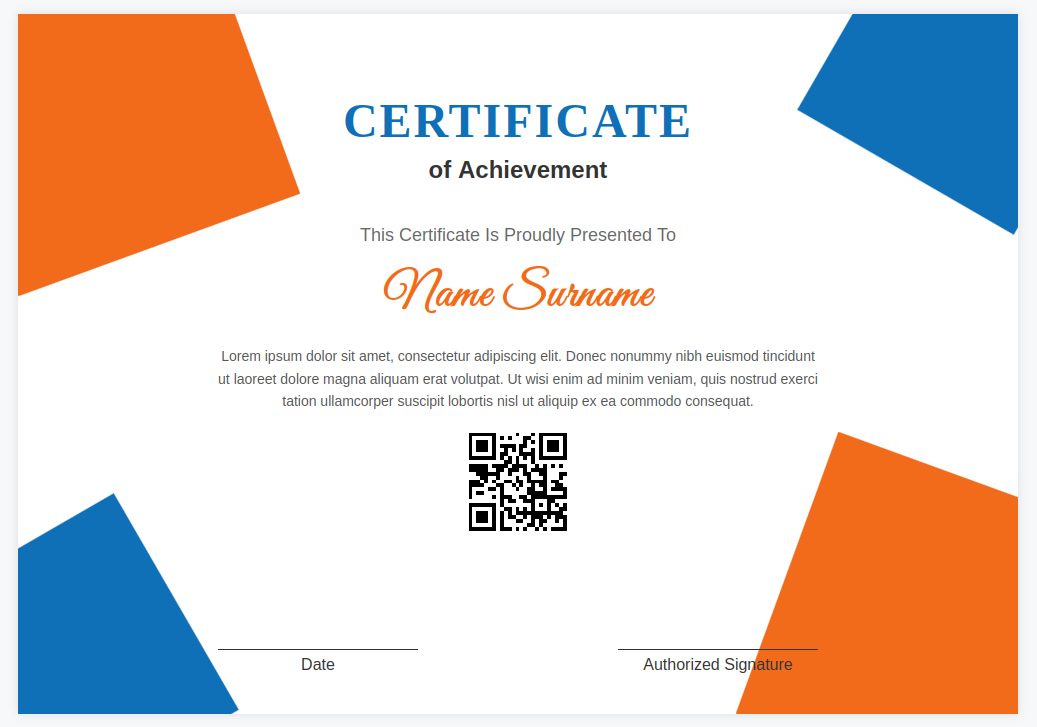 CERTIFICATE
of Achievement
This Certificate Is Proudly Presented To
Name Surname
Lorem ipsum dolor sit amet, consectetur adipiscing elit. Donec nonummy nibh euismod tincidunt
ut laoreet dolore magna aliquam erat volutpat. Ut wisi enim ad minim veniam, quis nostrud exerci
tation ullamcorper suscipit lobortis nisl ut aliquip ex ea commodo consequat.
Date
Authorized Signature